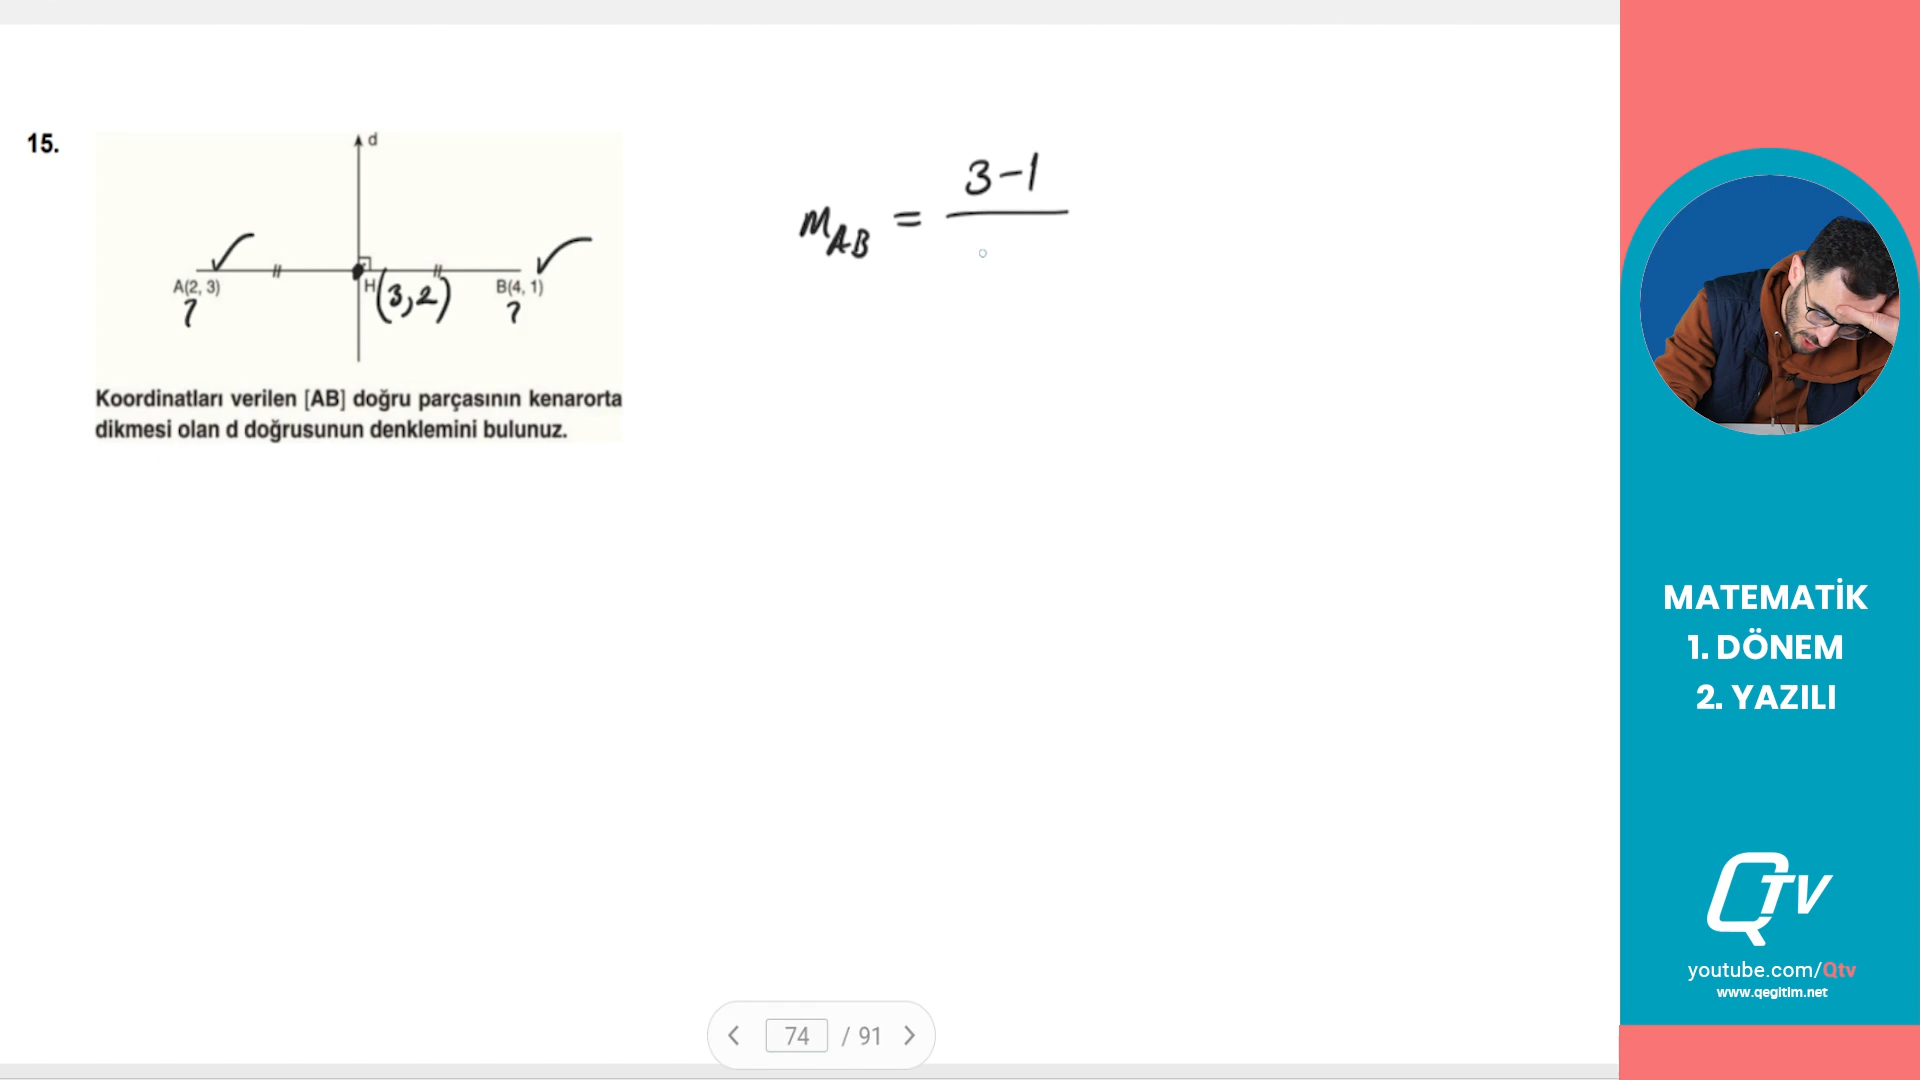 15.
d
A(2, 3)
H
B(4, 1)
?
(3,2)
?
Koordinatları verilen [AB] doğru parçasının kenarorta
dikmesi olan d doğrusunun denklemini bulunuz.
3-1
mAB =
MATEMATİK
1. DÖNEM
2. YAZILI
QTV
youtube.com/Qtv
www.qegitim.net
74 / 91